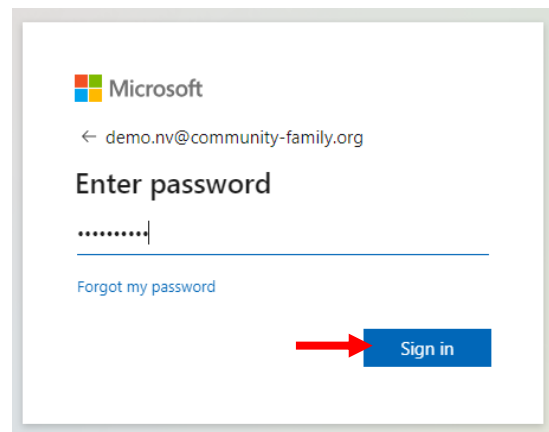 Microsoft
← demo.nv@community-family.org
Enter password
••••••••••
Forgot my password
Sign in